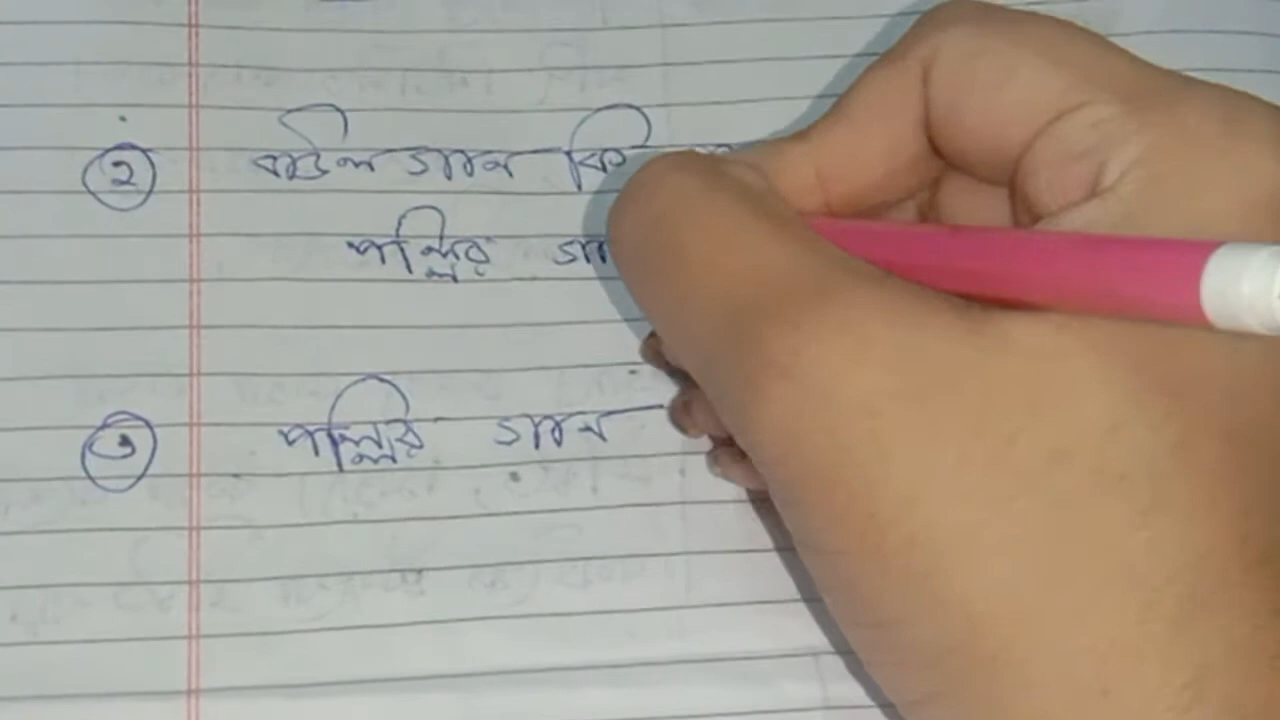 ২ বাউল গান কি
পল্লির গা
৩ পল্লির গান